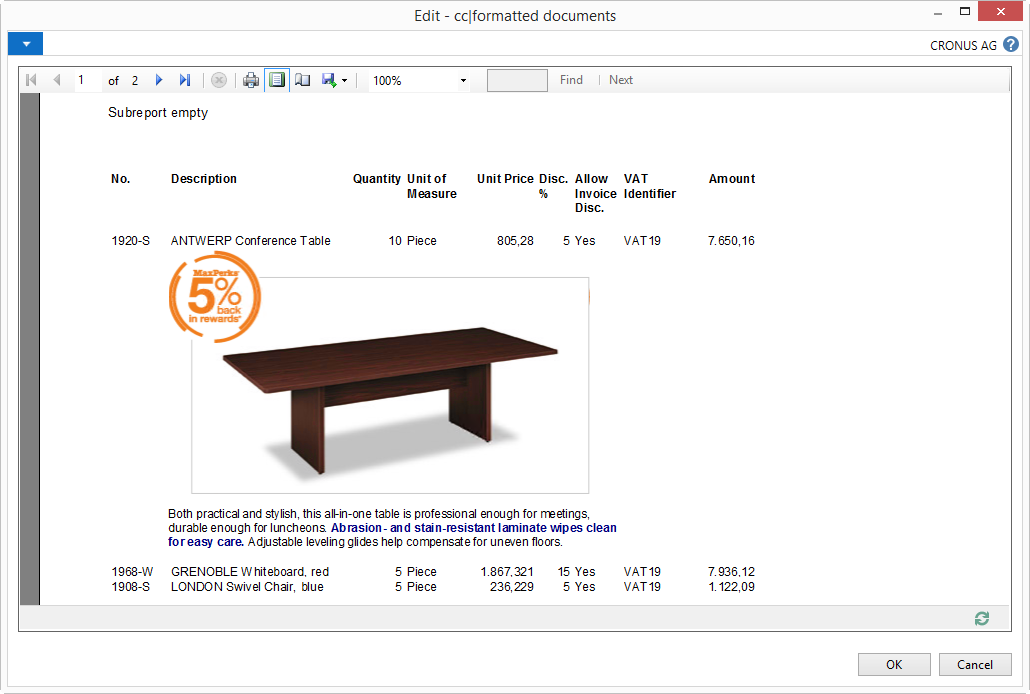 Edit - cc|formatted documents
CRONUS AG ?
1 of 2 100% Find | Next
Subreport empty
No. Description Quantity Unit of Unit Price Disc. Allow VAT Amount
Measure % Invoice Identifier
Disc.
1920-S ANTWERP Conference Table 10 Piece 805,28 5 Yes VAT19 7.650,16
MaxPerks
5%
back
in rewards*
Both practical and stylish, this all-in-one table is professional enough for meetings,
durable enough for luncheons. Abrasion- and stain-resistant laminate wipes clean
for easy care. Adjustable leveling glides help compensate for uneven floors.
1968-W GRENOBLE Whiteboard, red 5 Piece 1.867,321 15 Yes VAT19 7.936,12
1908-S LONDON Swivel Chair, blue 5 Piece 236,229 5 Yes VAT19 1.122,09
OK Cancel